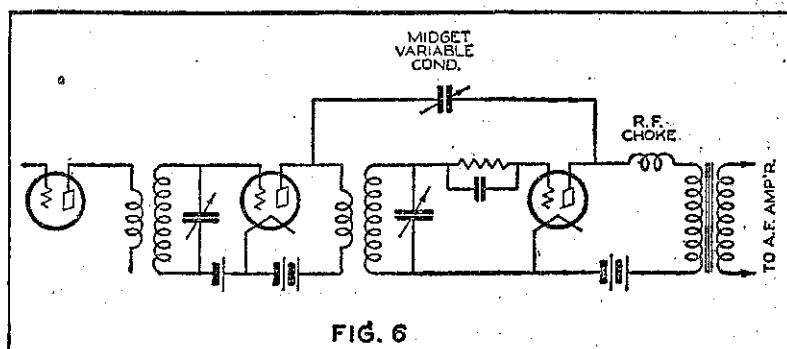 MIDGET
VARIABLE
COND.
R.F.
CHOKE
TO A.F. AMP'R.
FIG. 6